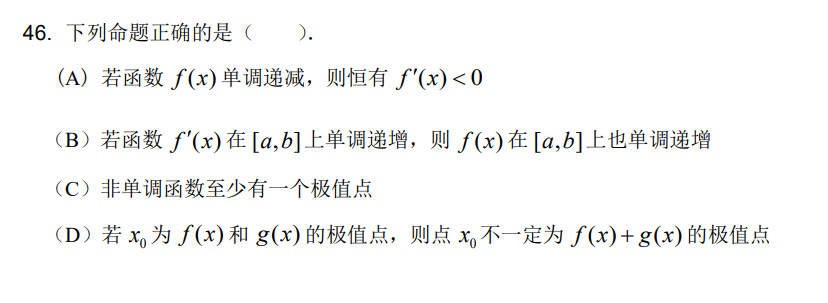 46. 下列命题正确的是（　　）.
(A) 若函数 f(x) 单调递减，则恒有 f′(x)<0
（B）若函数 f′(x) 在 [a,b] 上单调递增，则 f(x) 在 [a,b] 上也单调递增
（C）非单调函数至少有一个极值点
（D）若 x₀ 为 f(x) 和 g(x) 的极值点，则点 x₀ 不一定为 f(x)+g(x) 的极值点